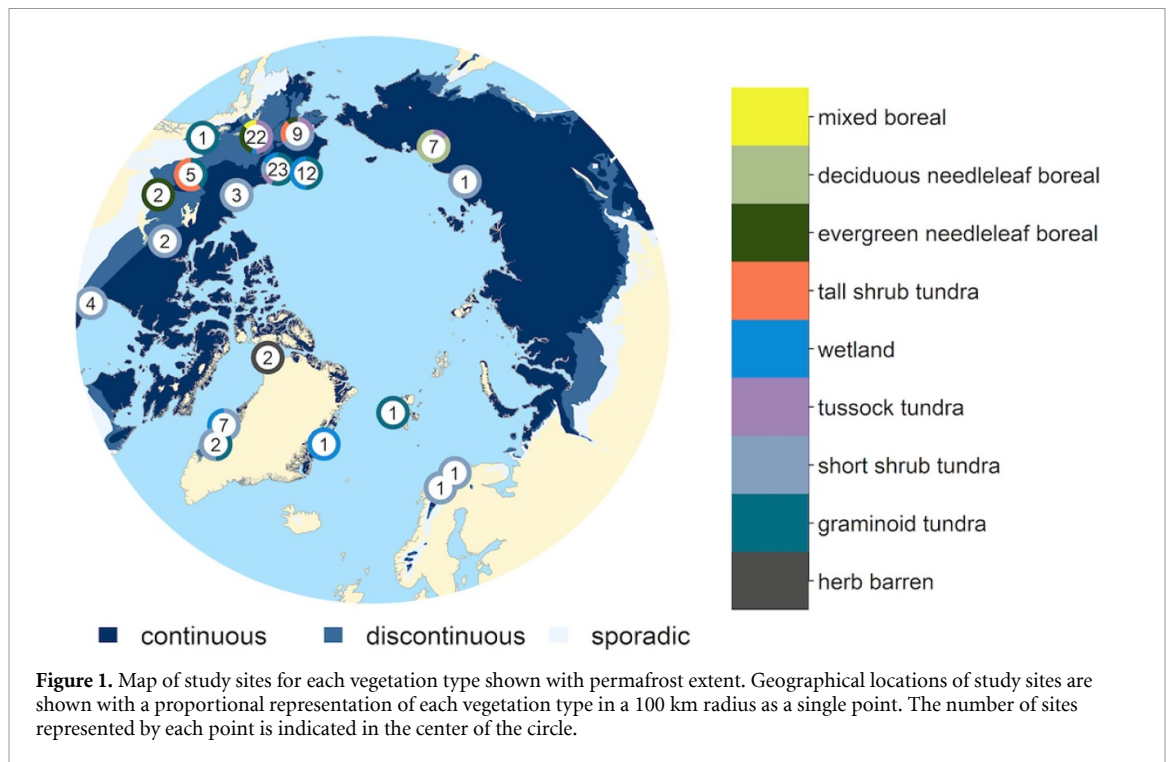 1
22
9
7
5
23
12
2
3
1
2
4
2
1
7
2
1
1
1
mixed boreal
deciduous needleleaf boreal
evergreen needleleaf boreal
tall shrub tundra
wetland
tussock tundra
short shrub tundra
graminoid tundra
herb barren
continuous discontinuous sporadic
Figure 1. Map of study sites for each vegetation type shown with permafrost extent. Geographical locations of study sites are
shown with a proportional representation of each vegetation type in a 100 km radius as a single point. The number of sites
represented by each point is indicated in the center of the circle.